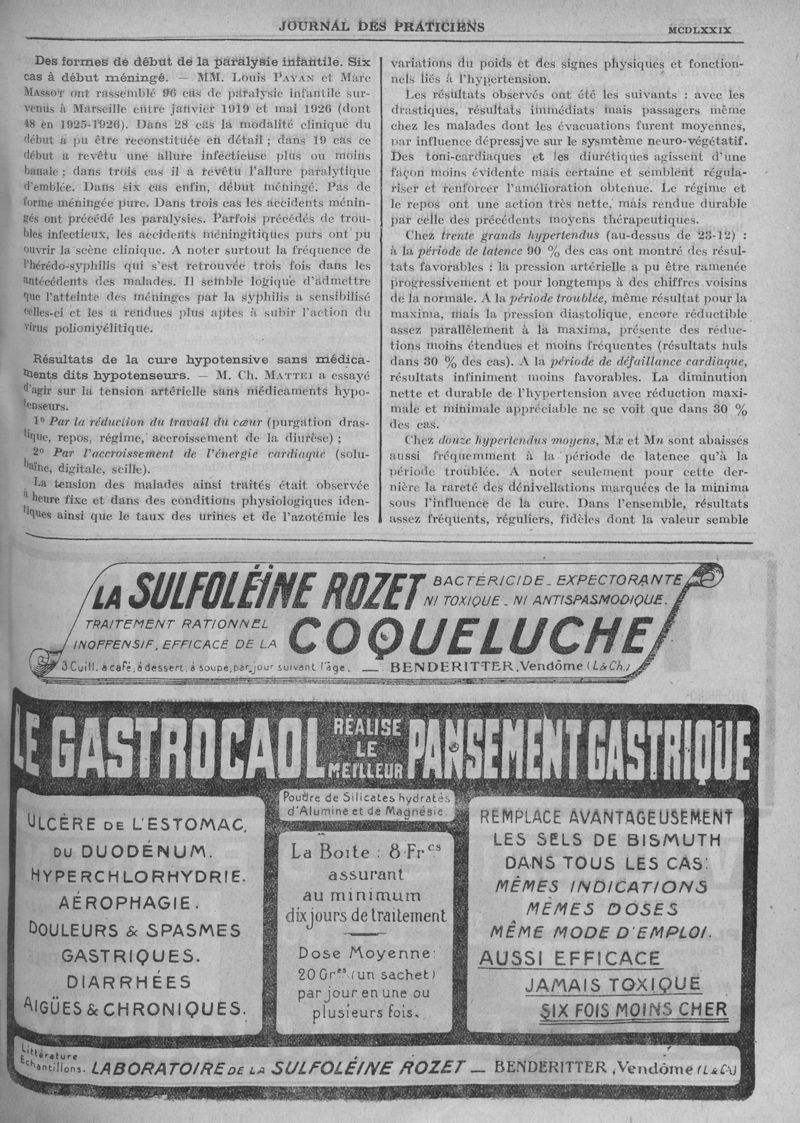 JOURNAL DES PRATICIENS
MCDLXXIX
Des formes de début de la paralysie infantile. Six
cas à début méningé. — MM. Louis PAYAN et Marc
MASSOT ont rassemblé 96 cas de paralysie infantile sur-
venus à Marseille entre janvier 1919 et mai 1926 (dont
48 en 1925-1926). Dans 28 cas la modalité clinique du
début a pu être reconstituée en détail ; dans 19 cas ce
début a revêtu une allure infectieuse plus ou moins
banale ; dans trois cas il a revêtu l'allure paralytique
d'emblée. Dans six cas enfin, début méningé. Pas de
forme méningée pure. Dans trois cas les accidents ménin-
gés ont précédé les paralysies. Parfois précédés de trou-
bles infectieux, les accidents méningitiques purs ont pu
ouvrir la scène clinique. A noter surtout la fréquence de
l'hérédo-syphilis qui s'est retrouvée trois fois dans les
antécédents des malades. Il semble logique d'admettre
que l'atteinte des méninges par la syphilis a sensibilisé
celles-ci et les a rendues plus aptes à subir l'action du
virus poliomyélitique.
Résultats de la cure hypotensive sans médica-
ments dits hypotenseurs. — M. Ch. MATTEI a essayé
d'agir sur la tension artérielle sans médicaments hypo-
tenseurs.
1º Par la réduction du travail du cœur (purgation dras-
tique, repos, régime, accroissement de la diurèse) ;
2º Par l'accroissement de l'énergie cardiaque (solu-
baïne, digitale, scille).
La tension des malades ainsi traités était observée
à heure fixe et dans des conditions physiologiques iden-
tiques ainsi que le taux des urines et de l'azotémie les
variations du poids et des signes physiques et fonction-
nels liés à l'hypertension.
Les résultats observés ont été les suivants : avec les
drastiques, résultats immédiats mais passagers même
chez les malades dont les évacuations furent moyennes,
par influence dépressjve sur le sysmtème neuro-végétatif.
Des toni-cardiaques et les diurétiques agissent d'une
façon moins évidente mais certaine et semblent régula-
riser et renforcer l'amélioration obtenue. Le régime et
le repos ont une action très nette, mais rendue durable
par celle des précédents moyens thérapeutiques.
Chez trente grands hypertendus (au-dessus de 23-12) :
à la période de latence 90 % des cas ont montré des résul-
tats favorables : la pression artérielle a pu être ramenée
progressivement et pour longtemps à des chiffres voisins
de la normale. A la période troublée, même résultat pour la
maxima, mais la pression diastolique, encore réductible
assez parallèlement à la maxima, présente des réduc-
tions moins étendues et moins fréquentes (résultats nuls
dans 30 % des cas). A la période de défaillance cardiaque,
résultats infiniment moins favorables. La diminution
nette et durable de l'hypertension avec réduction maxi-
male et minimale appréciable ne se voit que dans 30 %
des cas.
Chez douze hypertendus moyens, Mx et Mn sont abaissés
aussi fréquemment à la période de latence qu'à la
période troublée. A noter seulement pour cette der-
nière la rareté des dénivellations marquées de la minima
sous l'influence de la cure. Dans l'ensemble, résultats
assez fréquents, réguliers, fidèles dont la valeur semble
LA SULFOLÉINE ROZET
BACTÉRICIDE - EXPECTORANTE
NI TOXIQUE - NI ANTISPASMODIQUE.
TRAITEMENT RATIONNEL
INOFFENSIF, EFFICACE DE LA
COQUELUCHE
3 Cuill. à café, à dessert, à soupe, par jour suivant l'âge. — BENDERITTER, Vendôme (L & Ch.)
LE GASTROCAOL
RÉALISE
LE
MEILLEUR
PANSEMENT GASTRIQUE
ULCÈRE DE L'ESTOMAC,
DU DUODÉNUM.
HYPERCHLORHYDRIE.
AÉROPHAGIE.
DOULEURS & SPASMES
GASTRIQUES.
DIARRHÉES
AIGÜES & CHRONIQUES.
Poudre de Silicates hydratés
d'Alumine et de Magnésie.
La Boite : 8 Frcs
assurant
au minimum
dix jours de traitement
Dose Moyenne:
20 Gres (un sachet)
par jour en une ou
plusieurs fois.
REMPLACE AVANTAGEUSEMENT
LES SELS DE BISMUTH
DANS TOUS LES CAS:
MÊMES INDICATIONS
MÊMES DOSES
MÊME MODE D'EMPLOI.
AUSSI EFFICACE
JAMAIS TOXIQUE
SIX FOIS MOINS CHER
Littérature
Echantillons. LABORATOIRE DE LA SULFOLÉINE ROZET — BENDERITTER, Vendôme (L & Ch)